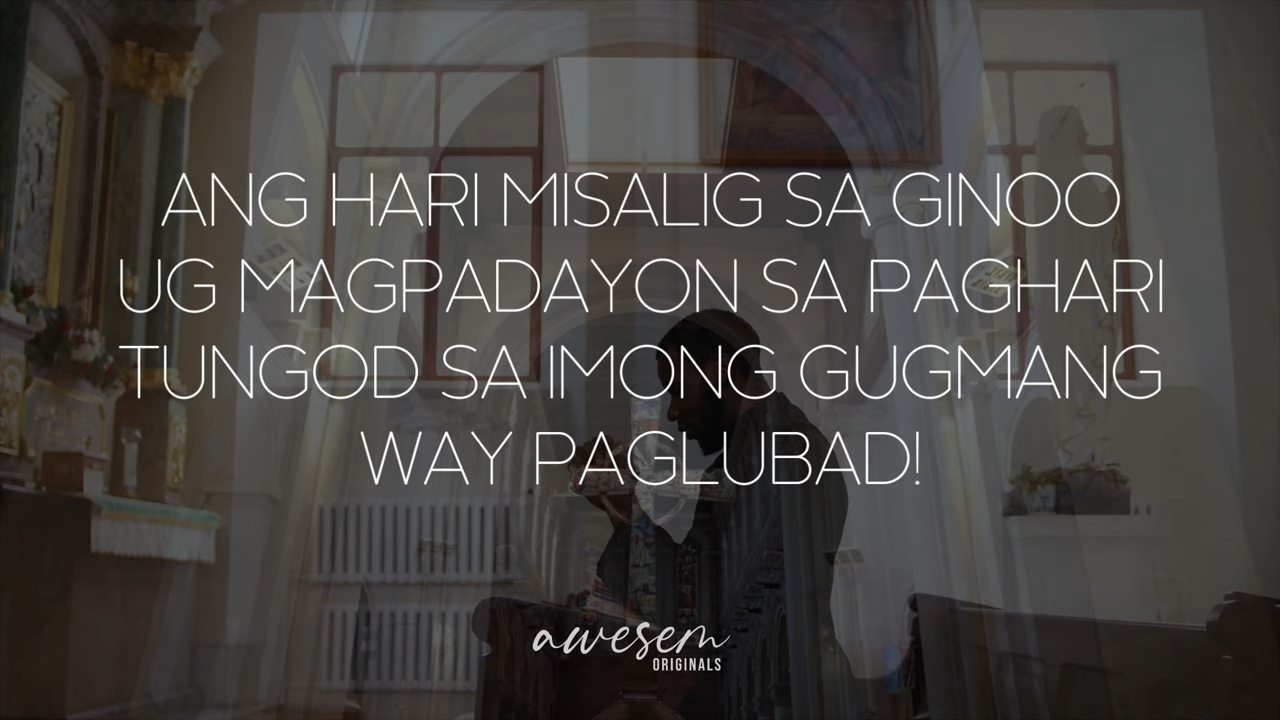 ANG HARI MISALIG SA GINOO
UG MAGPADAYON SA PAGHARI
TUNGOD SA IMONG GUGMANG
WAY PAGLUBAD!
awesem
ORIGINALS